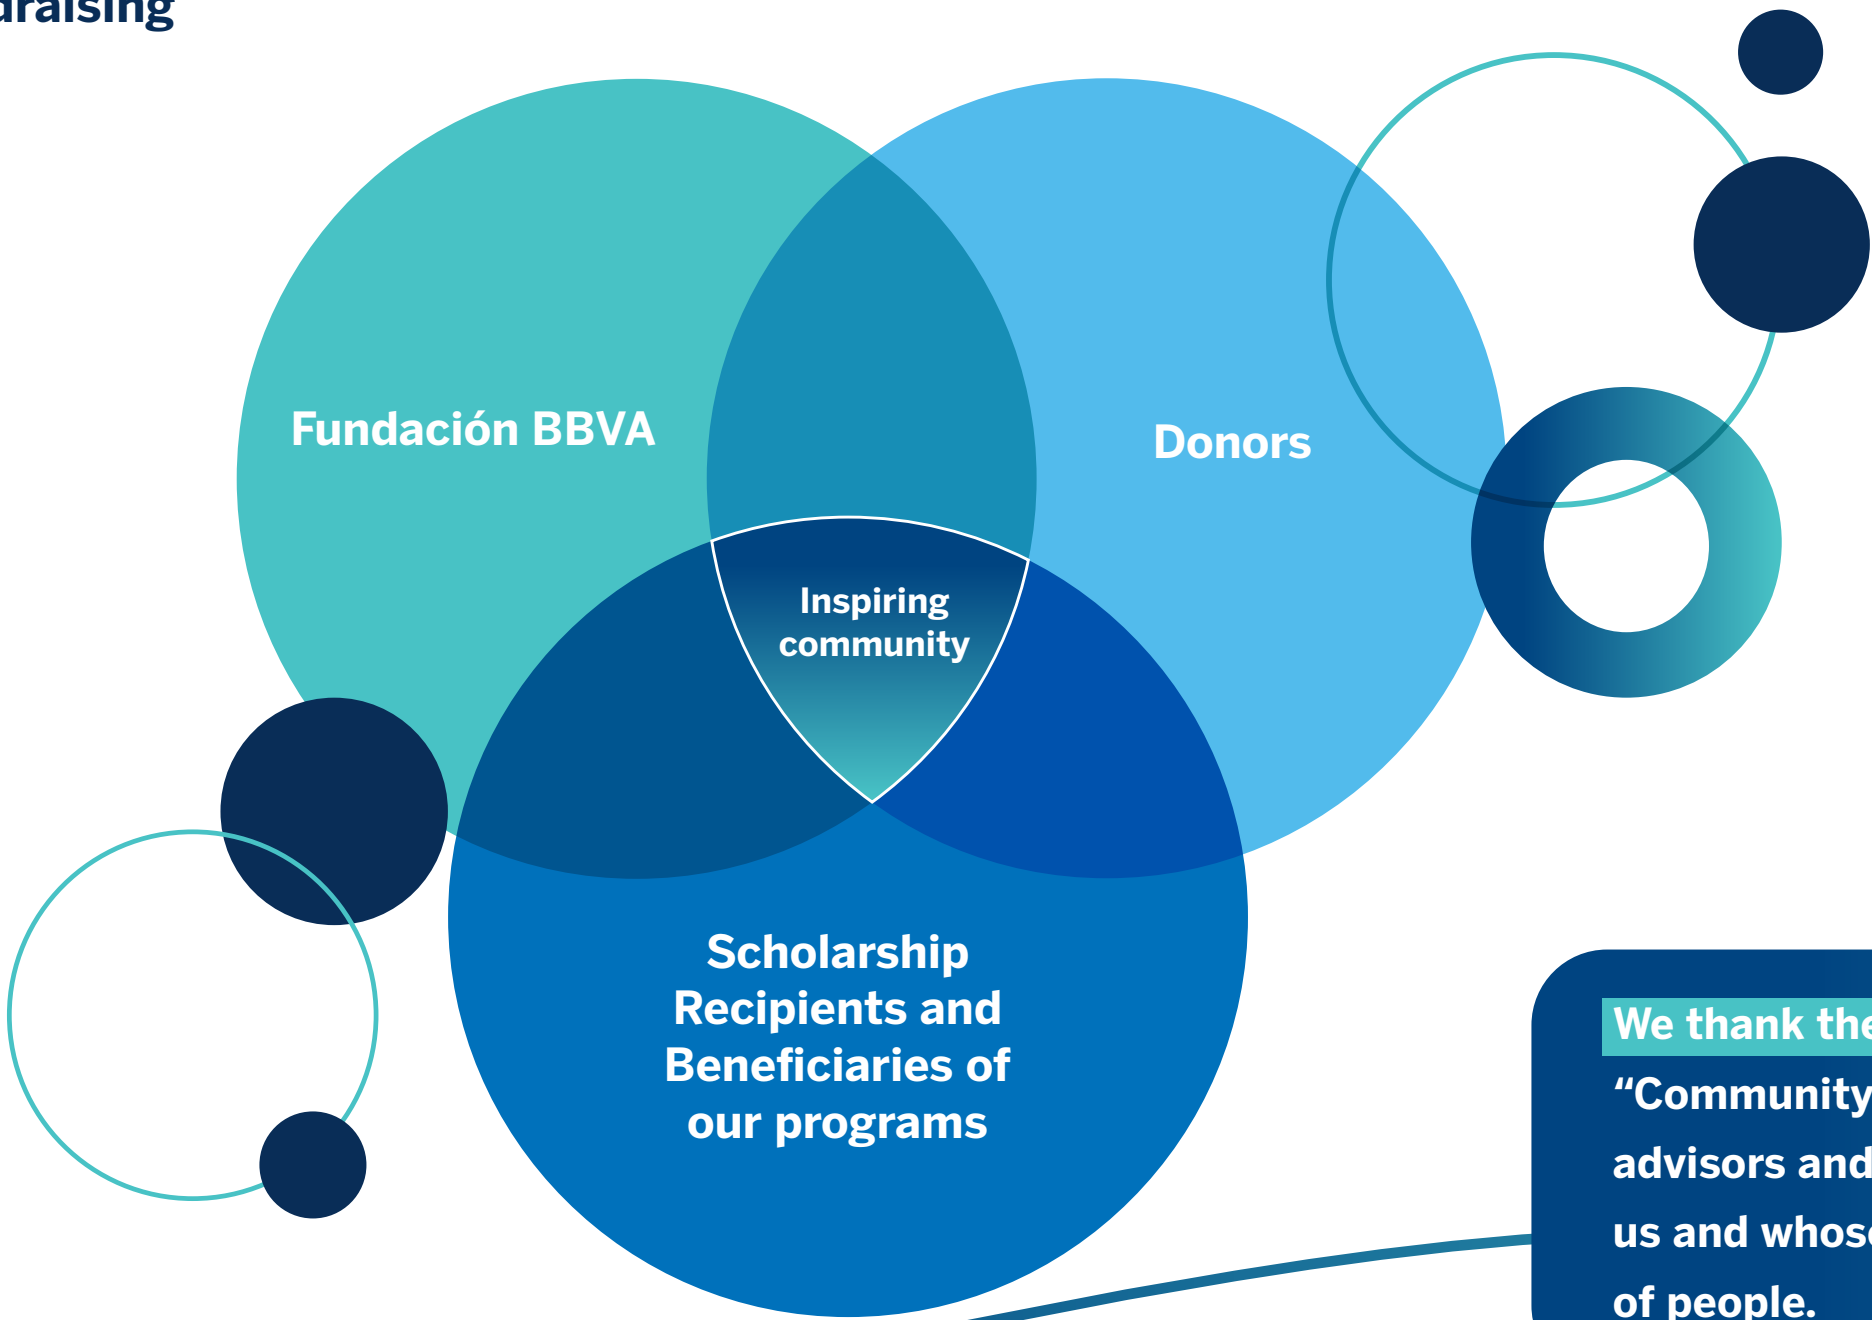 Fundación BBVA
Donors
Inspiring
community
Scholarship
Recipients and
Beneficiaries of
our programs
We thank the
“Community
advisors and
us and whose
of people.